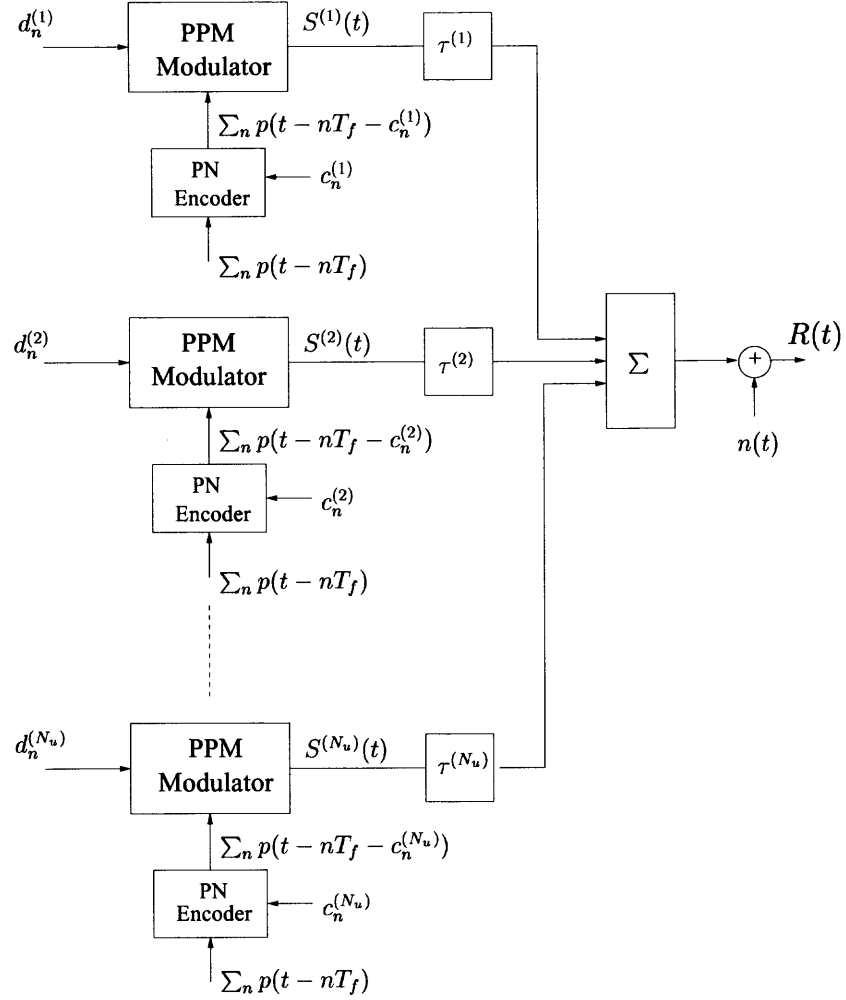 d_n^{(1)}
PPM
Modulator
S^{(1)}(t)
τ^{(1)}
∑_n p(t − nT_f − c_n^{(1)})
PN
Encoder
c_n^{(1)}
∑_n p(t − nT_f)
d_n^{(2)}
PPM
Modulator
S^{(2)}(t)
τ^{(2)}
∑
+
R(t)
n(t)
∑_n p(t − nT_f − c_n^{(2)})
PN
Encoder
c_n^{(2)}
∑_n p(t − nT_f)
d_n^{(N_u)}
PPM
Modulator
S^{(N_u)}(t)
τ^{(N_u)}
∑_n p(t − nT_f − c_n^{(N_u)})
PN
Encoder
c_n^{(N_u)}
∑_n p(t − nT_f)